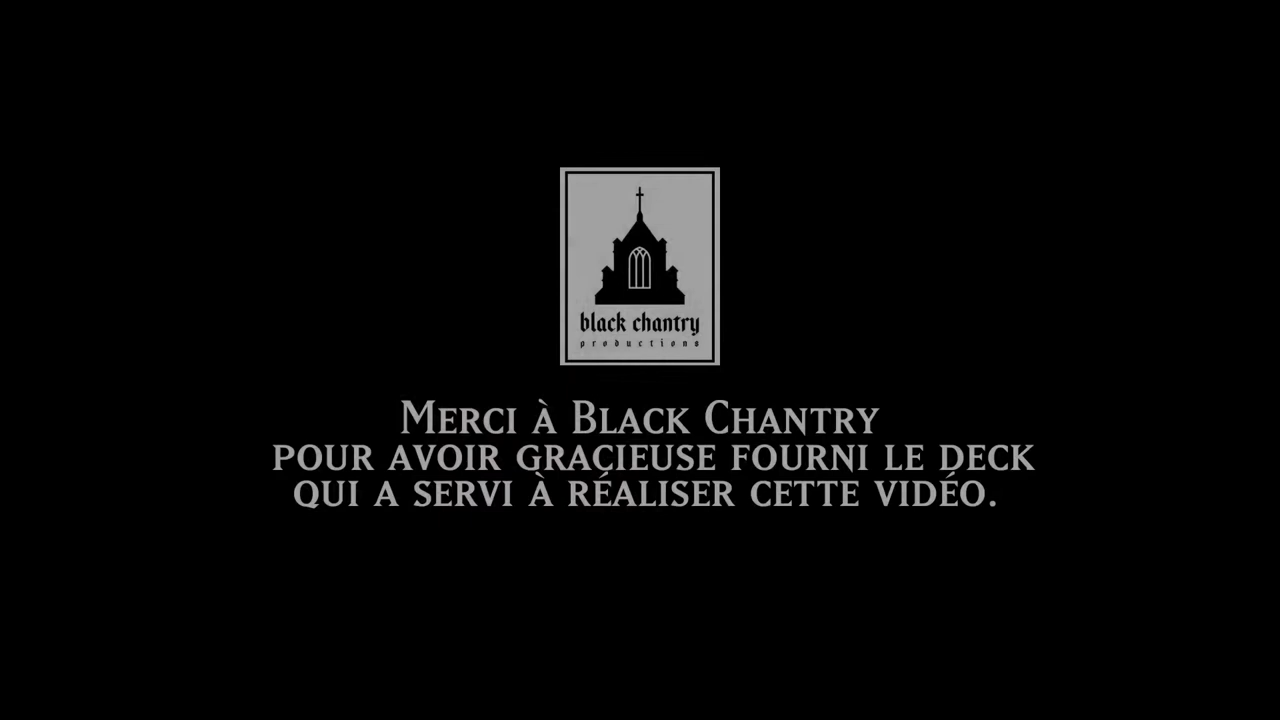 black chantry
productions
Merci à Black Chantry
pour avoir gracieuse fourni le deck
qui a servi à réaliser cette vidéo.